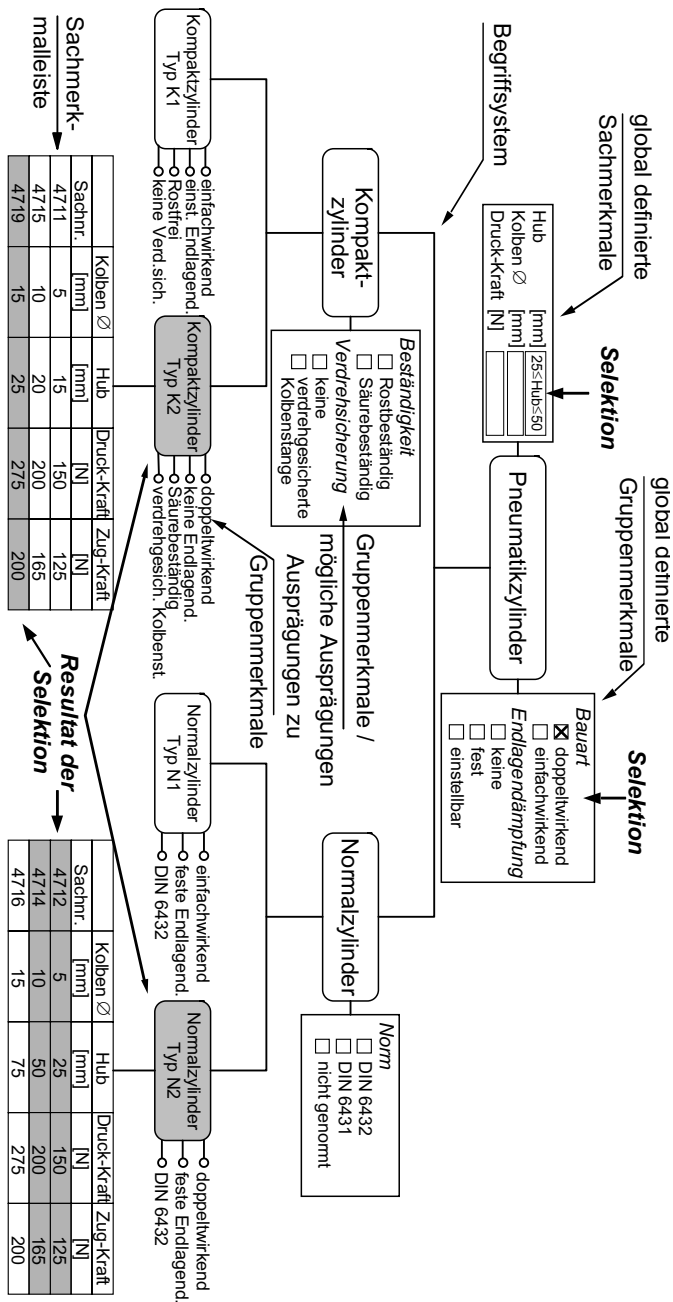 global definierte
Sachmerkmale
Selektion
global definierte
Gruppenmerkmale
Selektion
Begriffsystem
Hub [mm] 25≤Hub≤50
Kolben Ø [mm]
Druck-Kraft [N]
Pneumatikzylinder
Bauart
doppeltwirkend
einfachwirkend
Endlagendämpfung
keine
fest
einstellbar
Kompakt-
zylinder
Beständigkeit
Rostbeständig
Säurebeständig
Verdrehsicherung
keine
verdrehgesicherte
Kolbenstange
Gruppenmerkmale /
mögliche Ausprägungen
Ausprägungen zu
Gruppenmerkmale
Normalzylinder
Norm
DIN 6432
DIN 6431
nicht genormt
Kompaktzylinder
Typ K1
einfachwirkend
einst. Endlagend.
Rostfrei
keine Verd.sich.
Kompaktzylinder
Typ K2
doppeltwirkend
keine Endlagend.
Säurebeständig
verdrehgesich. Kolbenst.
Normalzylinder
Typ N1
einfachwirkend
feste Endlagend.
DIN 6432
Normalzylinder
Typ N2
doppeltwirkend
feste Endlagend.
DIN 6432
Sachmerk-
malleiste
Sachnr. Kolben Ø Hub Druck-Kraft Zug-Kraft
[mm] [mm] [N] [N]
4711 5 15 150 125
4715 10 20 200 165
4719 15 25 275 200
Resultat der
Selektion
Sachnr. Kolben Ø Hub Druck-Kraft Zug-Kraft
[mm] [mm] [N] [N]
4712 5 25 150 125
4714 10 50 200 165
4716 15 75 275 200